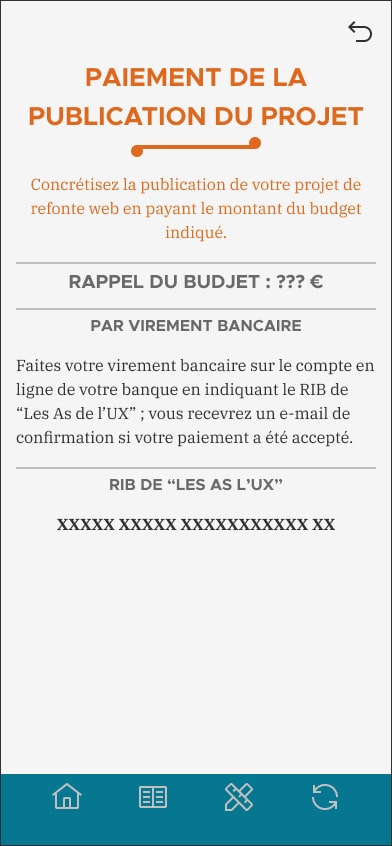 PAIEMENT DE LA
PUBLICATION DU PROJET
Concrétisez la publication de votre projet de
refonte web en payant le montant du budget
indiqué.
RAPPEL DU BUDJET : ??? €
PAR VIREMENT BANCAIRE
Faites votre virement bancaire sur le compte en
ligne de votre banque en indiquant le RIB de
“Les As de l’UX” ; vous recevrez un e-mail de
confirmation si votre paiement a été accepté.
RIB DE “LES AS L’UX”
XXXXX XXXXX XXXXXXXXXXX XX